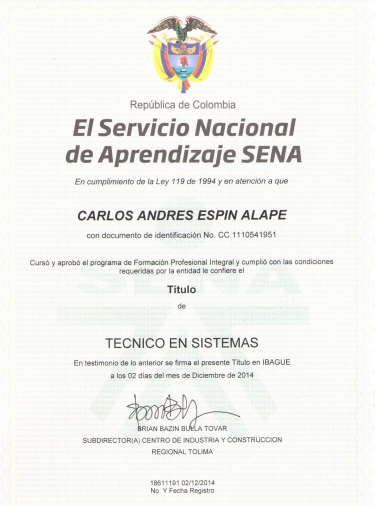 República de Colombia
El Servicio Nacional
de Aprendizaje SENA
En cumplimiento de la Ley 119 de 1994 y en atención a que
CARLOS ANDRES ESPIN ALAPE
con documento de identificación No. CC 1110541951
Cursó y aprobó el programa de Formación Profesional Integral y cumplió con las condiciones
requeridas por la entidad le confiere el
Título
de
SENA
TECNICO EN SISTEMAS
En testimonio de lo anterior se firma el presente Título en IBAGUE
a los 02 días del mes de Diciembre de 2014
BRIAN BAZIN BULLA TOVAR
SUBDIRECTOR(A) CENTRO DE INDUSTRIA Y CONSTRUCCION
REGIONAL TOLIMA
18611191 02/12/2014
No. Y Fecha Registro